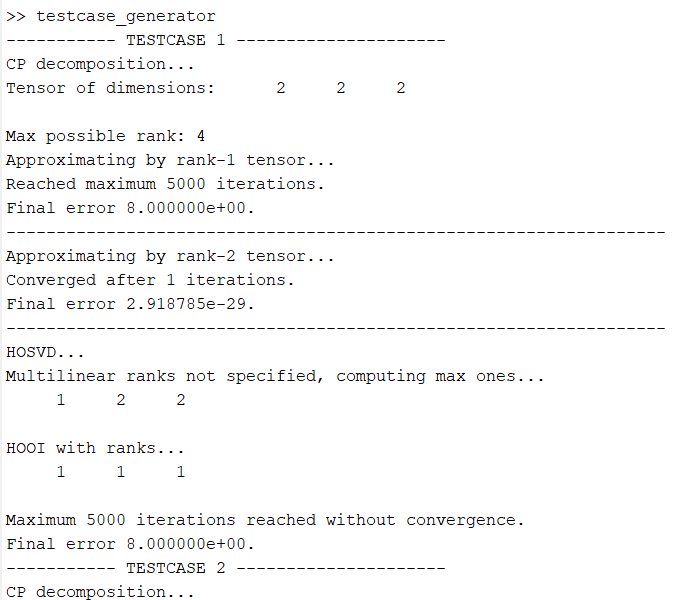 >> testcase_generator
----------- TESTCASE 1 ---------------------
CP decomposition...
Tensor of dimensions:      2     2     2
Max possible rank: 4
Approximating by rank-1 tensor...
Reached maximum 5000 iterations.
Final error 8.000000e+00.
------------------------------------------------------------------
Approximating by rank-2 tensor...
Converged after 1 iterations.
Final error 2.918785e-29.
------------------------------------------------------------------
HOSVD...
Multilinear ranks not specified, computing max ones...
     1     2     2
HOOI with ranks...
     1     1     1
Maximum 5000 iterations reached without convergence.
Final error 8.000000e+00.
----------- TESTCASE 2 ---------------------
CP decomposition...